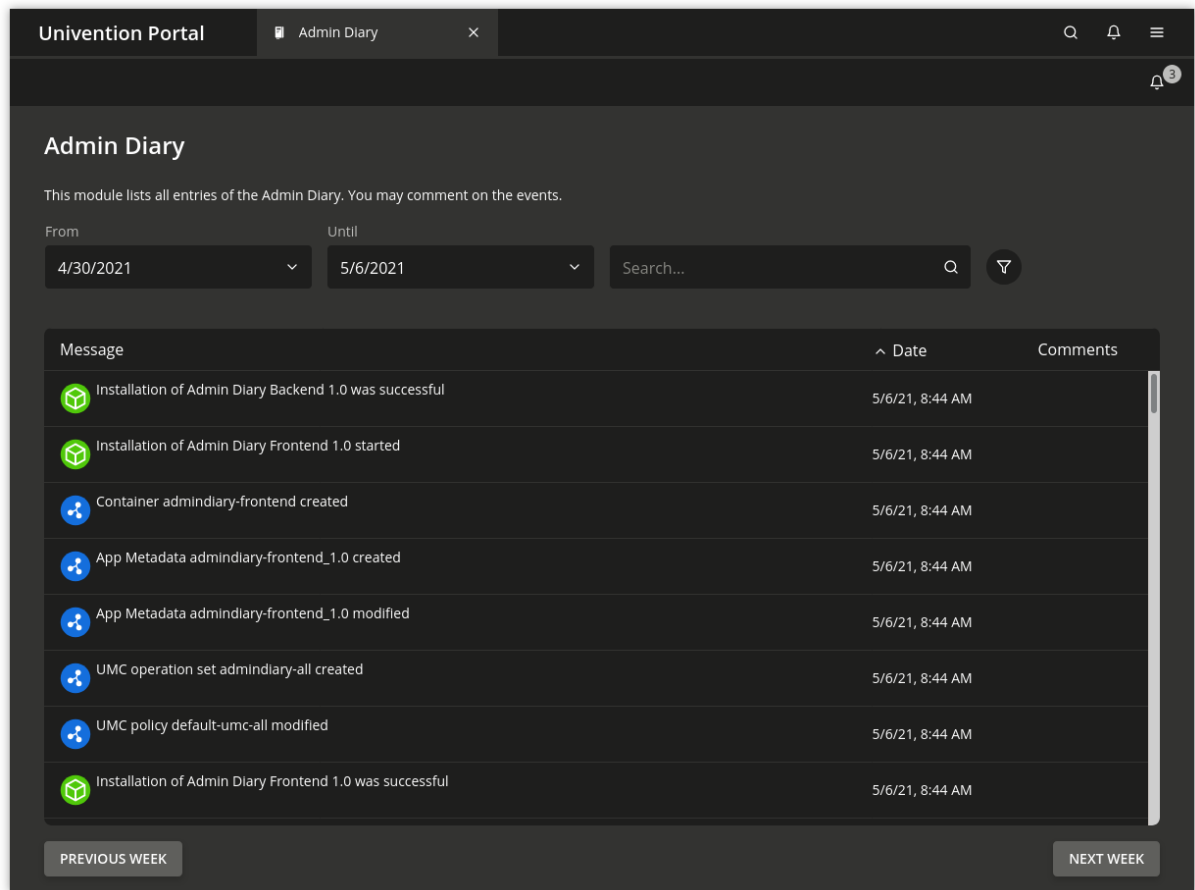 Univention Portal
Admin Diary
3
Admin Diary
This module lists all entries of the Admin Diary. You may comment on the events.
From
Until
4/30/2021
5/6/2021
Search...
Message
Date
Comments
Installation of Admin Diary Backend 1.0 was successful
5/6/21, 8:44 AM
Installation of Admin Diary Frontend 1.0 started
5/6/21, 8:44 AM
Container admindiary-frontend created
5/6/21, 8:44 AM
App Metadata admindiary-frontend_1.0 created
5/6/21, 8:44 AM
App Metadata admindiary-frontend_1.0 modified
5/6/21, 8:44 AM
UMC operation set admindiary-all created
5/6/21, 8:44 AM
UMC policy default-umc-all modified
5/6/21, 8:44 AM
Installation of Admin Diary Frontend 1.0 was successful
5/6/21, 8:44 AM
PREVIOUS WEEK
NEXT WEEK